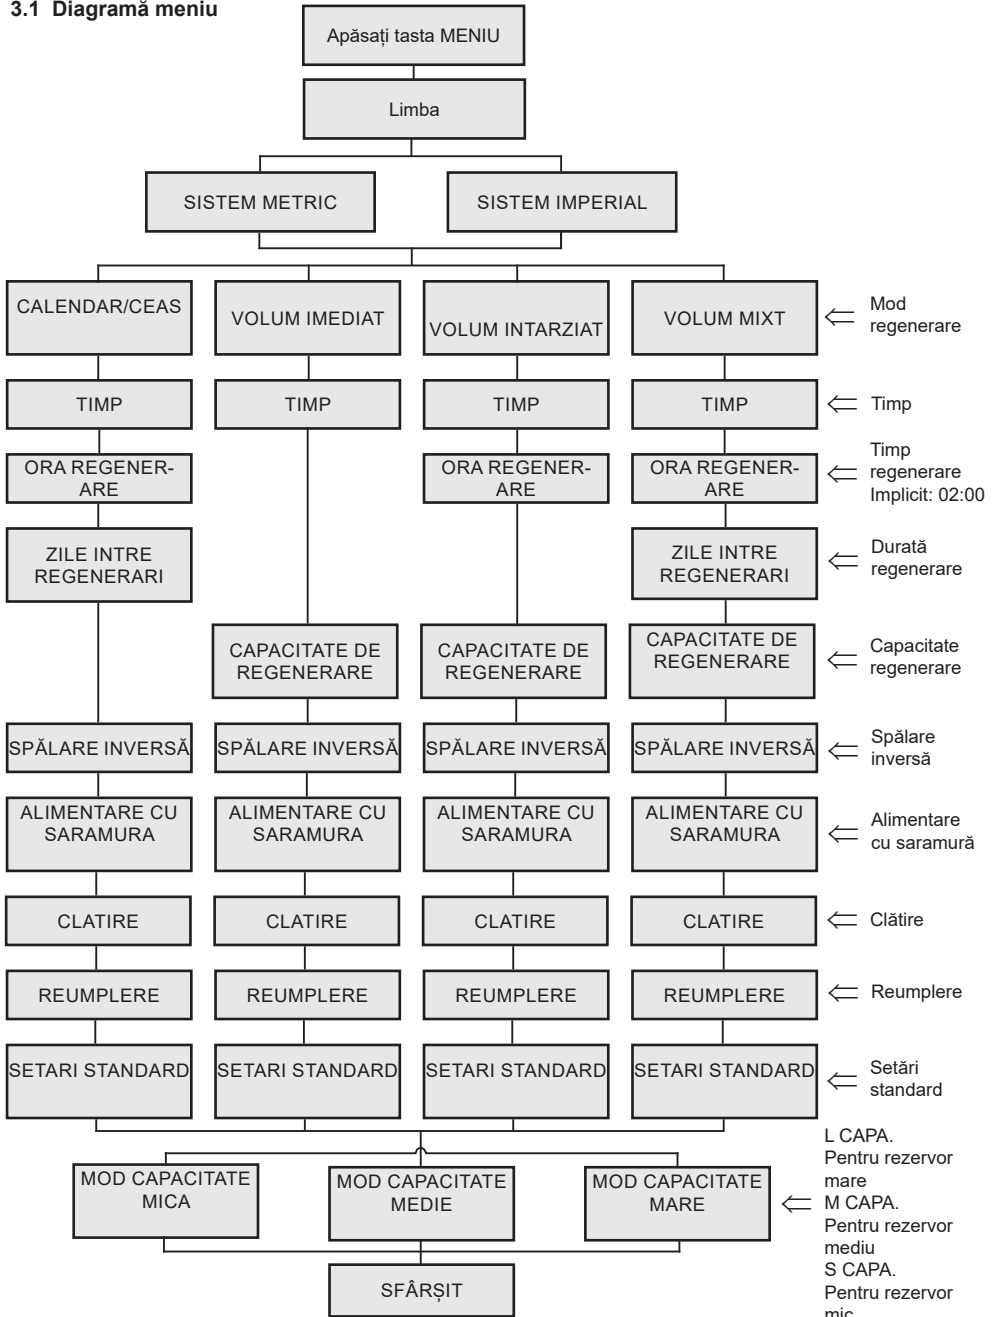 3.1 Diagramă meniu
Apăsați tasta MENIU
Limba
SISTEM METRIC
SISTEM IMPERIAL
CALENDAR/CEAS
VOLUM IMEDIAT
VOLUM INTARZIAT
VOLUM MIXT
Mod
regenerare
TIMP
TIMP
TIMP
TIMP
Timp
ORA REGENER-
ARE
ORA REGENER-
ARE
ORA REGENER-
ARE
Timp
regenerare
Implicit: 02:00
ZILE INTRE
REGENERARI
ZILE INTRE
REGENERARI
Durată
regenerare
CAPACITATE DE
REGENERARE
CAPACITATE DE
REGENERARE
CAPACITATE DE
REGENERARE
Capacitate
regenerare
SPĂLARE INVERSĂ
SPĂLARE INVERSĂ
SPĂLARE INVERSĂ
SPĂLARE INVERSĂ
Spălare
inversă
ALIMENTARE CU
SARAMURA
ALIMENTARE CU
SARAMURA
ALIMENTARE CU
SARAMURA
ALIMENTARE CU
SARAMURA
Alimentare
cu saramură
CLATIRE
CLATIRE
CLATIRE
CLATIRE
Clătire
REUMPLERE
REUMPLERE
REUMPLERE
REUMPLERE
Reumplere
SETARI STANDARD
SETARI STANDARD
SETARI STANDARD
SETARI STANDARD
Setări
standard
MOD CAPACITATE
MICA
MOD CAPACITATE
MEDIE
MOD CAPACITATE
MARE
L CAPA.
Pentru rezervor
mare
M CAPA.
Pentru rezervor
mediu
S CAPA.
Pentru rezervor
mic
SFÂRȘIT